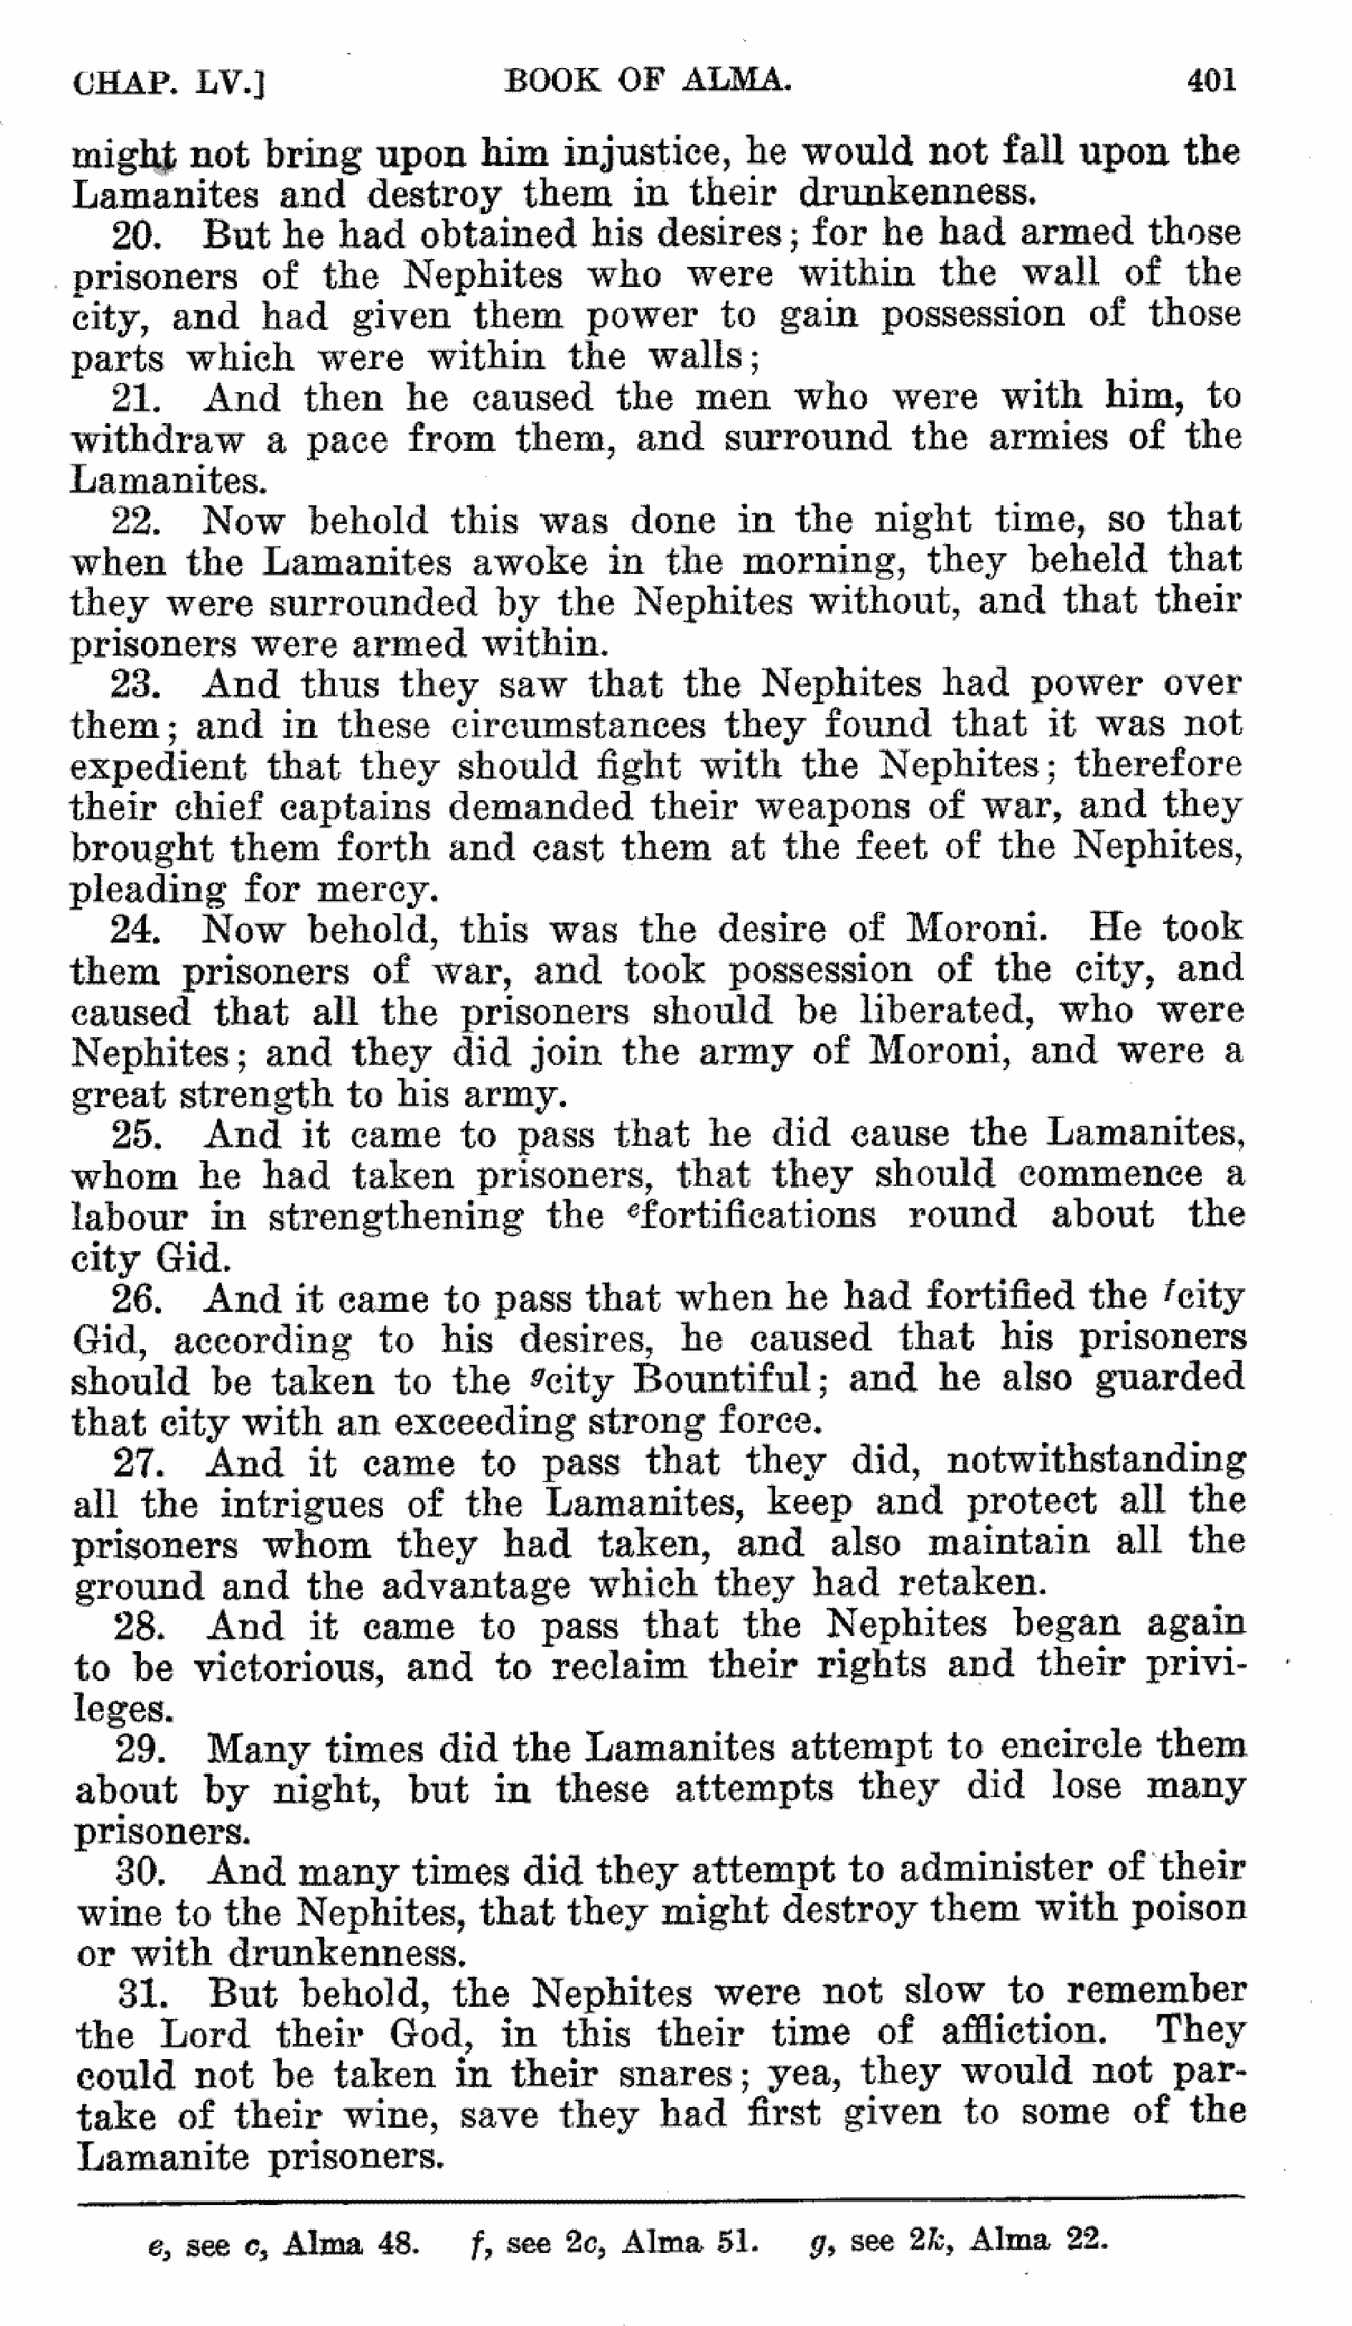 CHAP. LV.] BOOK OF ALMA. 401
might not bring upon him injustice, he would not fall upon the
Lamanites and destroy them in their drunkenness.
20. But he had obtained his desires; for he had armed those
prisoners of the Nephites who were within the wall of the
city, and had given them power to gain possession of those
parts which were within the walls;
21. And then he caused the men who were with him, to
withdraw a pace from them, and surround the armies of the
Lamanites.
22. Now behold this was done in the night time, so that
when the Lamanites awoke in the morning, they beheld that
they were surrounded by the Nephites without, and that their
prisoners were armed within.
23. And thus they saw that the Nephites had power over
them; and in these circumstances they found that it was not
expedient that they should fight with the Nephites; therefore
their chief captains demanded their weapons of war, and they
brought them forth and cast them at the feet of the Nephites,
pleading for mercy.
24. Now behold, this was the desire of Moroni. He took
them prisoners of war, and took possession of the city, and
caused that all the prisoners should be liberated, who were
Nephites; and they did join the army of Moroni, and were a
great strength to his army.
25. And it came to pass that he did cause the Lamanites,
whom he had taken prisoners, that they should commence a
labour in strengthening the efortifications round about the
city Gid.
26. And it came to pass that when he had fortified the fcity
Gid, according to his desires, he caused that his prisoners
should be taken to the gcity Bountiful; and he also guarded
that city with an exceeding strong force.
27. And it came to pass that they did, notwithstanding
all the intrigues of the Lamanites, keep and protect all the
prisoners whom they had taken, and also maintain all the
ground and the advantage which they had retaken.
28. And it came to pass that the Nephites began again
to be victorious, and to reclaim their rights and their privi-
leges.
29. Many times did the Lamanites attempt to encircle them
about by night, but in these attempts they did lose many
prisoners.
30. And many times did they attempt to administer of their
wine to the Nephites, that they might destroy them with poison
or with drunkenness.
31. But behold, the Nephites were not slow to remember
the Lord their God, in this their time of affliction. They
could not be taken in their snares; yea, they would not par-
take of their wine, save they had first given to some of the
Lamanite prisoners.
e, see c, Alma 48. f, see 2c, Alma 51. g, see 2k, Alma 22.